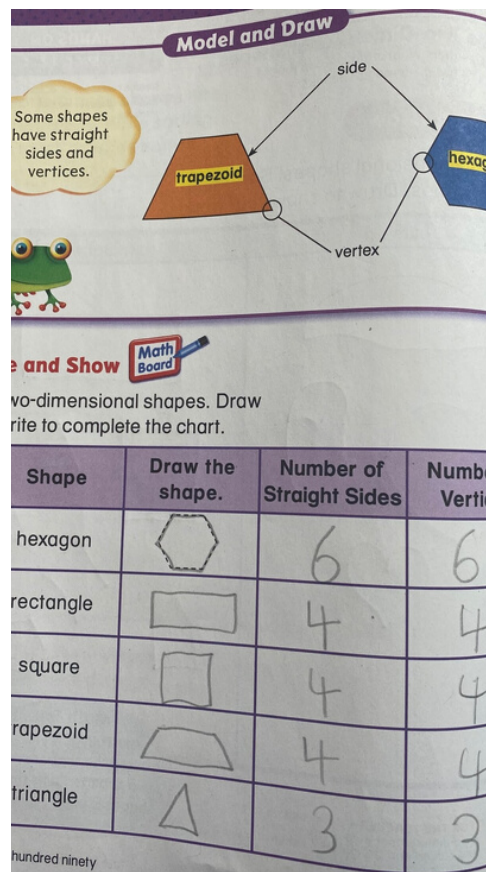 Model and Draw
side
Some shapes
have straight
sides and
vertices.
trapezoid
hexag
vertex
e and Show
Math
Board
wo-dimensional shapes. Draw
rite to complete the chart.
Shape
Draw the
shape.
Number of
Straight Sides
Numb
Verti
hexagon
6
6
rectangle
4
4
square
4
4
rapezoid
4
4
triangle
3
3
hundred ninety